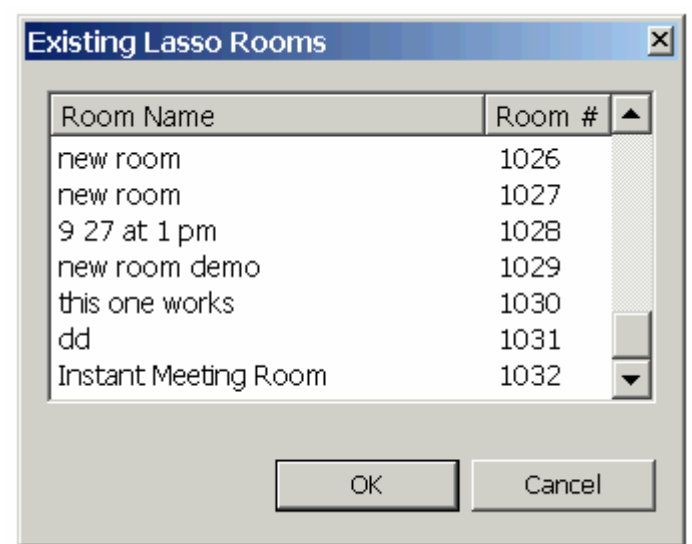 Existing Lasso Rooms
Room Name Room #
new room 1026
new room 1027
9 27 at 1 pm 1028
new room demo 1029
this one works 1030
dd 1031
Instant Meeting Room 1032
OK Cancel